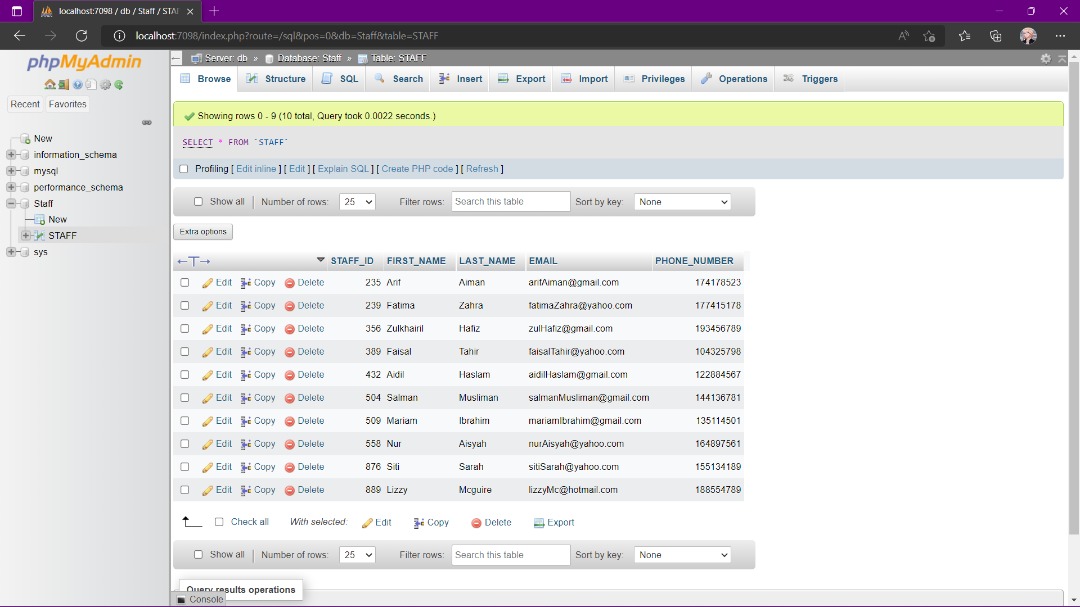 localhost:7098 / db / Staff / STAF
localhost:7098/index.php?route=/sql&pos=0&db=Staff&table=STAFF
phpMyAdmin
Recent Favorites
New
information_schema
mysql
performance_schema
Staff
New
STAFF
sys
Server: db » Database: Staff » Table: STAFF
Browse Structure SQL Search Insert Export Import Privileges Operations Triggers
Showing rows 0 - 9 (10 total, Query took 0.0022 seconds.)
SELECT * FROM `STAFF`
Profiling [ Edit inline ] [ Edit ] [ Explain SQL ] [ Create PHP code ] [ Refresh ]
Show all Number of rows: 25 Filter rows: Search this table Sort by key: None
Extra options
←T→ STAFF_ID FIRST_NAME LAST_NAME EMAIL PHONE_NUMBER
Edit Copy Delete 235 Arif Aiman arifAiman@gmail.com 174178523
Edit Copy Delete 239 Fatima Zahra fatimaZahra@yahoo.com 177415178
Edit Copy Delete 356 Zulkhairil Hafiz zulHafiz@gmail.com 193456789
Edit Copy Delete 389 Faisal Tahir faisalTahir@yahoo.com 104325798
Edit Copy Delete 432 Aidil Haslam aidilHaslam@gmail.com 122884567
Edit Copy Delete 504 Salman Musliman salmanMusliman@gmail.com 144136781
Edit Copy Delete 509 Mariam Ibrahim mariamIbrahim@gmail.com 135114501
Edit Copy Delete 558 Nur Aisyah nurAisyah@yahoo.com 164897561
Edit Copy Delete 876 Siti Sarah sitiSarah@yahoo.com 155134189
Edit Copy Delete 889 Lizzy Mcguire lizzyMc@hotmail.com 188554789
Check all With selected: Edit Copy Delete Export
Show all Number of rows: 25 Filter rows: Search this table Sort by key: None
Query results operations
Console